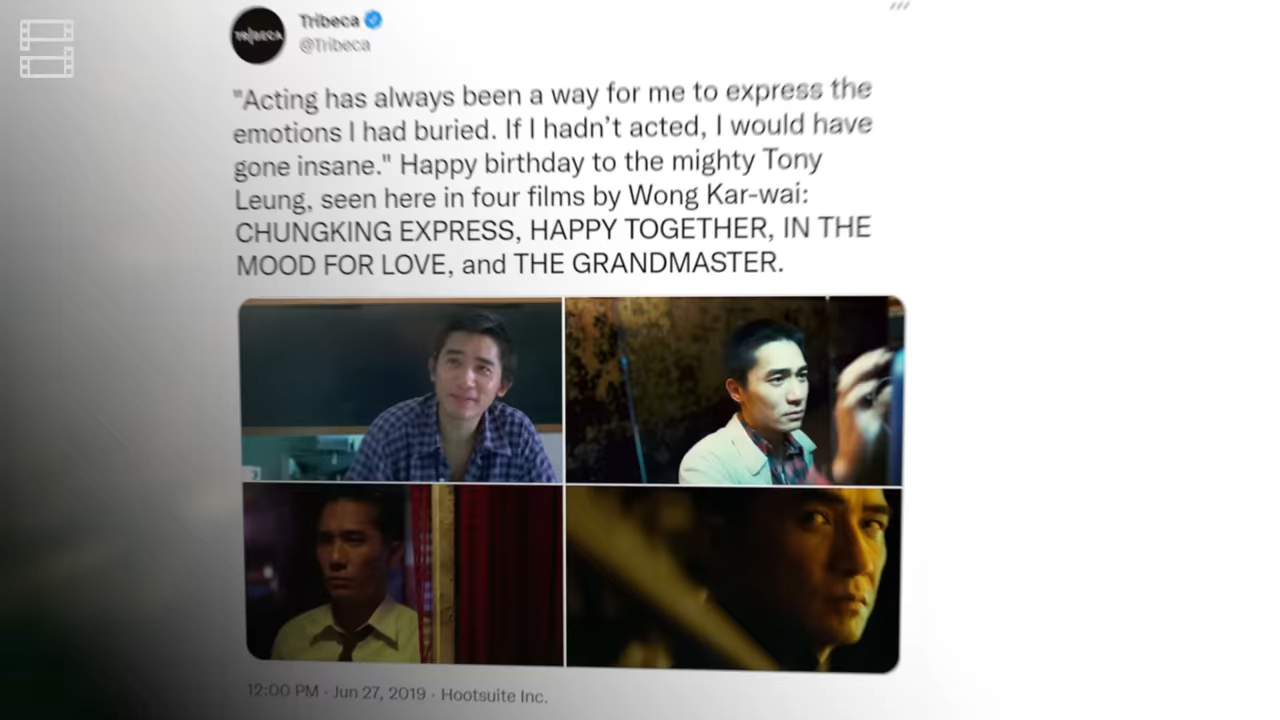 TRIBECA
Tribeca
@Tribeca
"Acting has always been a way for me to express the
emotions I had buried. If I hadn't acted, I would have
gone insane." Happy birthday to the mighty Tony
Leung, seen here in four films by Wong Kar-wai:
CHUNGKING EXPRESS, HAPPY TOGETHER, IN THE
MOOD FOR LOVE, and THE GRANDMASTER.
12:00 PM · Jun 27, 2019 · Hootsuite Inc.